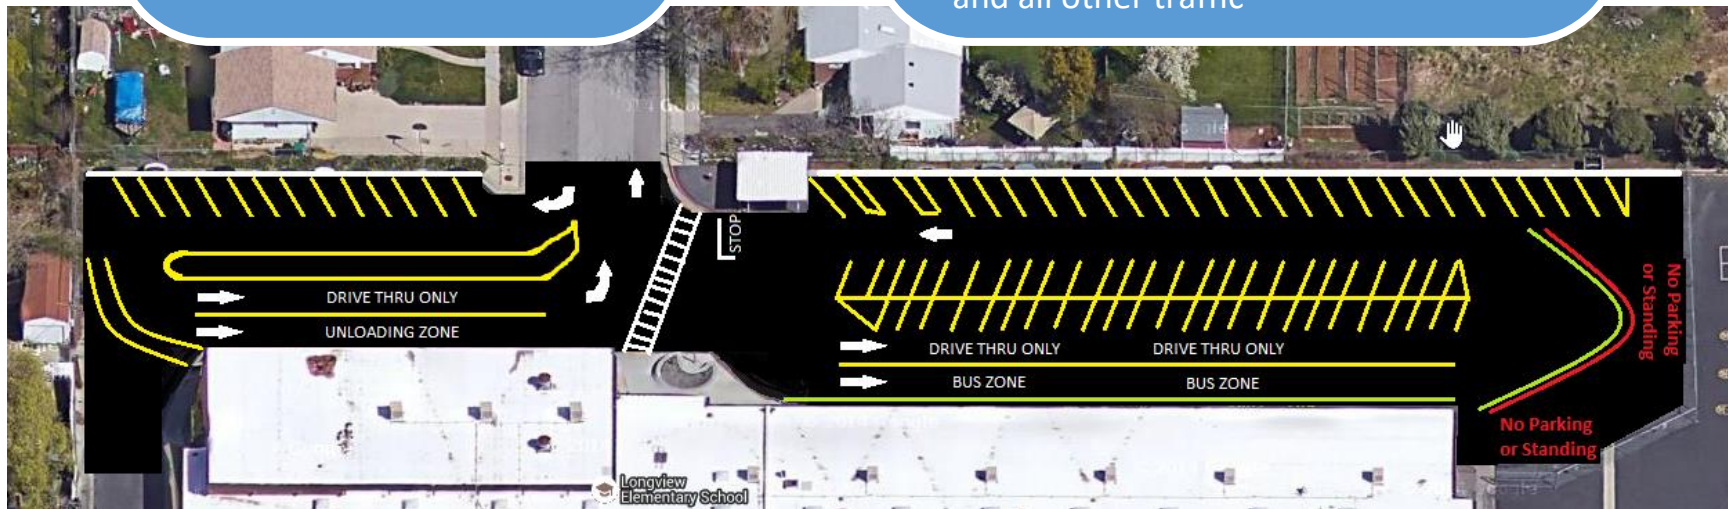 and all other traffic
STOP
DRIVE THRU ONLY
UNLOADING ZONE
DRIVE THRU ONLY DRIVE THRU ONLY
BUS ZONE BUS ZONE
No Parking
or Standing
No Parking
or Standing
Longview
Elementary School